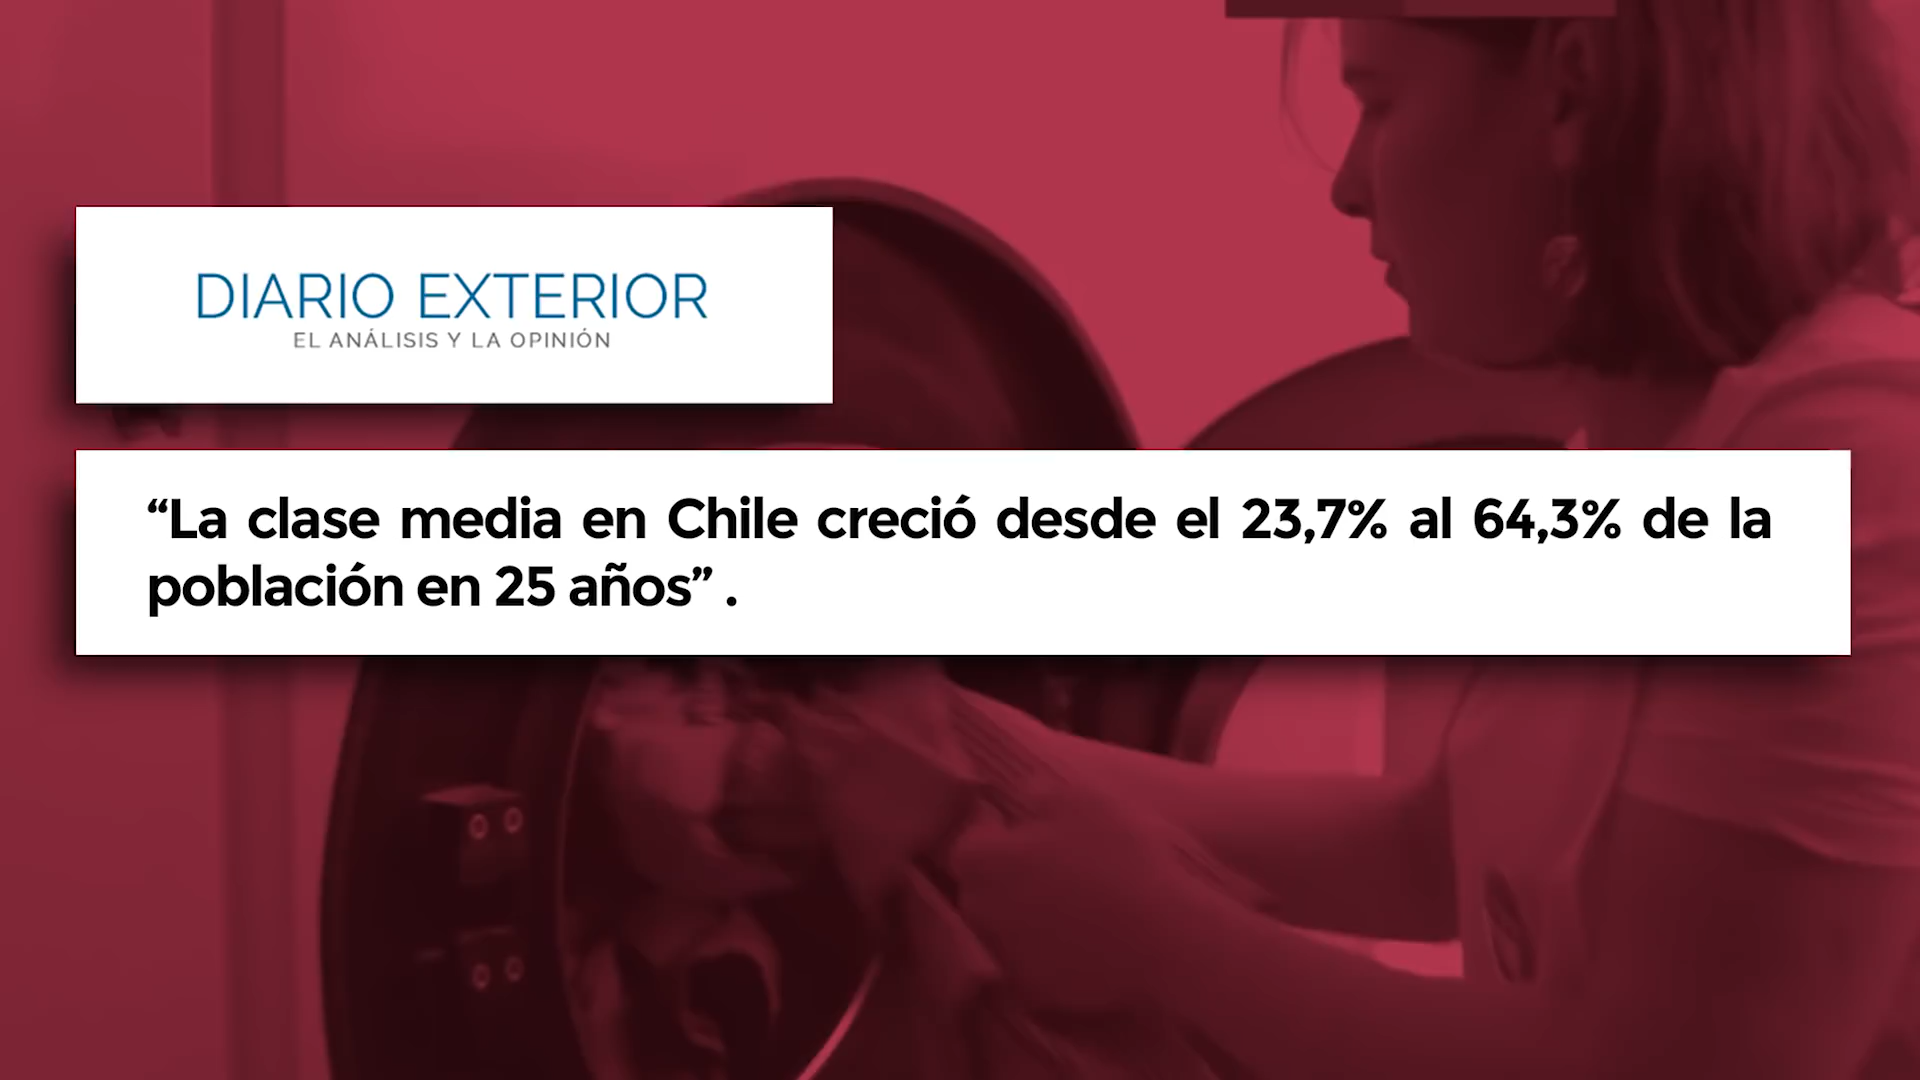 DIARIO EXTERIOR
EL ANÁLISIS Y LA OPINIÓN
“La clase media en Chile creció desde el 23,7% al 64,3% de la
población en 25 años” .